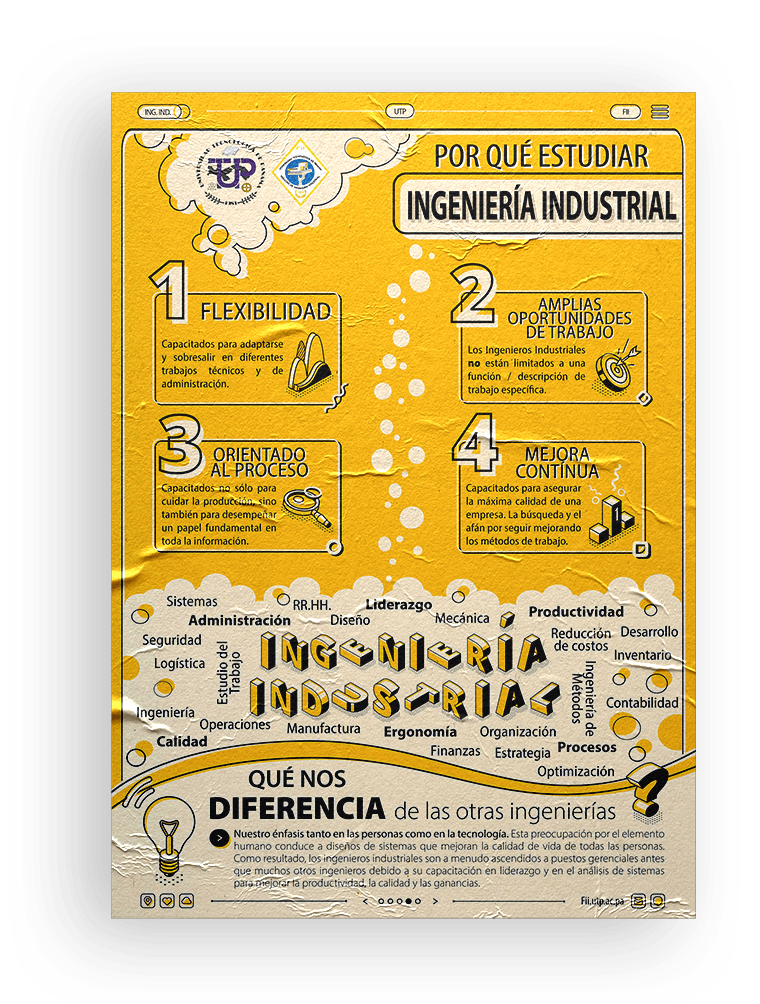 ING. IND.
UTP
FII
UNIVERSIDAD TECNOLÓGICA DE PANAMÁ
UTP
1981
POR QUÉ ESTUDIAR
INGENIERÍA INDUSTRIAL
1 FLEXIBILIDAD
Capacitados para adaptarse
y sobresalir en diferentes
trabajos técnicos y de
administración.
2 AMPLIAS
OPORTUNIDADES
DE TRABAJO
Los Ingenieros Industriales
no están limitados a una
función / descripción de
trabajo específica.
3 ORIENTADO
AL PROCESO
Capacitados no sólo para
cuidar la producción, sino
también para desempeñar
un papel fundamental en
toda la información.
4 MEJORA
CONTÍNUA
Capacitados para asegurar
la máxima calidad de una
empresa. La búsqueda y el
afán por seguir mejorando
los métodos de trabajo.
Sistemas
RR.HH.
Liderazgo
Productividad
Administración
Diseño
Mecánica
Seguridad
Reducción
de costos
Desarrollo
Logística
Estudio del
Trabajo
INGENIERÍA
INDUSTRIAL
Inventario
Ingeniería de
Métodos
Contabilidad
Ingeniería
Operaciones
Manufactura
Ergonomía
Organización
Calidad
Finanzas
Estrategia
Procesos
Optimización
QUÉ NOS
DIFERENCIA de las otras ingenierías
Nuestro énfasis tanto en las personas como en la tecnología. Esta preocupación por el elemento
humano conduce a diseños de sistemas que mejoran la calidad de vida de todas las personas.
Como resultado, los ingenieros industriales son a menudo ascendidos a puestos gerenciales antes
que muchos otros ingenieros debido a su capacitación en liderazgo y en el análisis de sistemas
para mejorar la productividad, la calidad y las ganancias.
Fii.utp.ac.pa